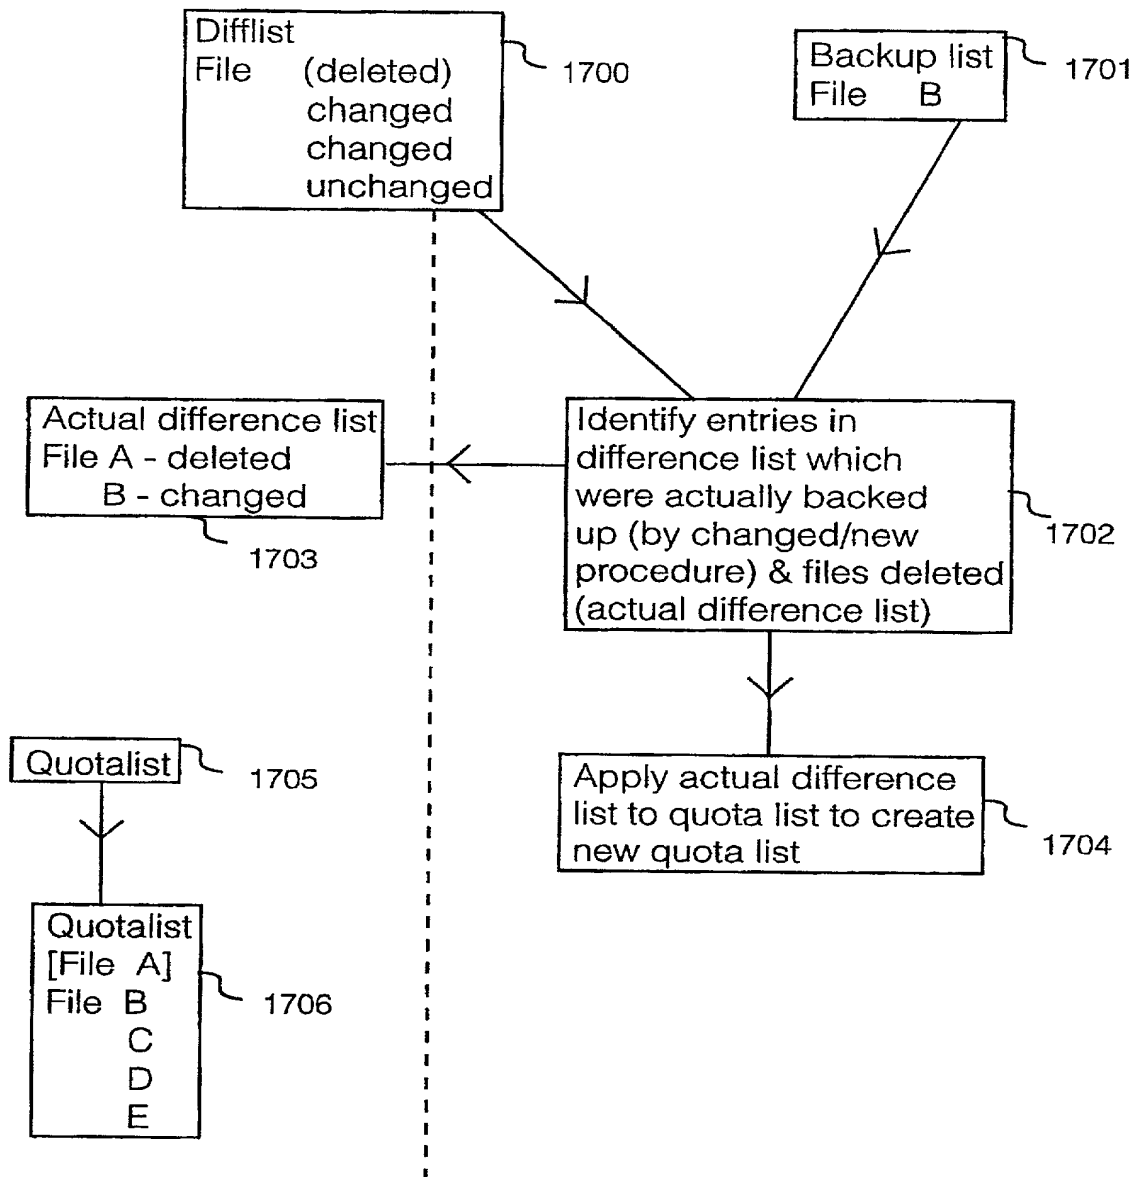 Difflist
File (deleted)
changed
changed
unchanged
1700
Backup list
File B
1701
Actual difference list
File A - deleted
B - changed
1703
Identify entries in
difference list which
were actually backed
up (by changed/new
procedure) & files deleted
(actual difference list)
1702
Quotalist
1705
Apply actual difference
list to quota list to create
new quota list
1704
Quotalist
[File A]
File B
C
D
E
1706